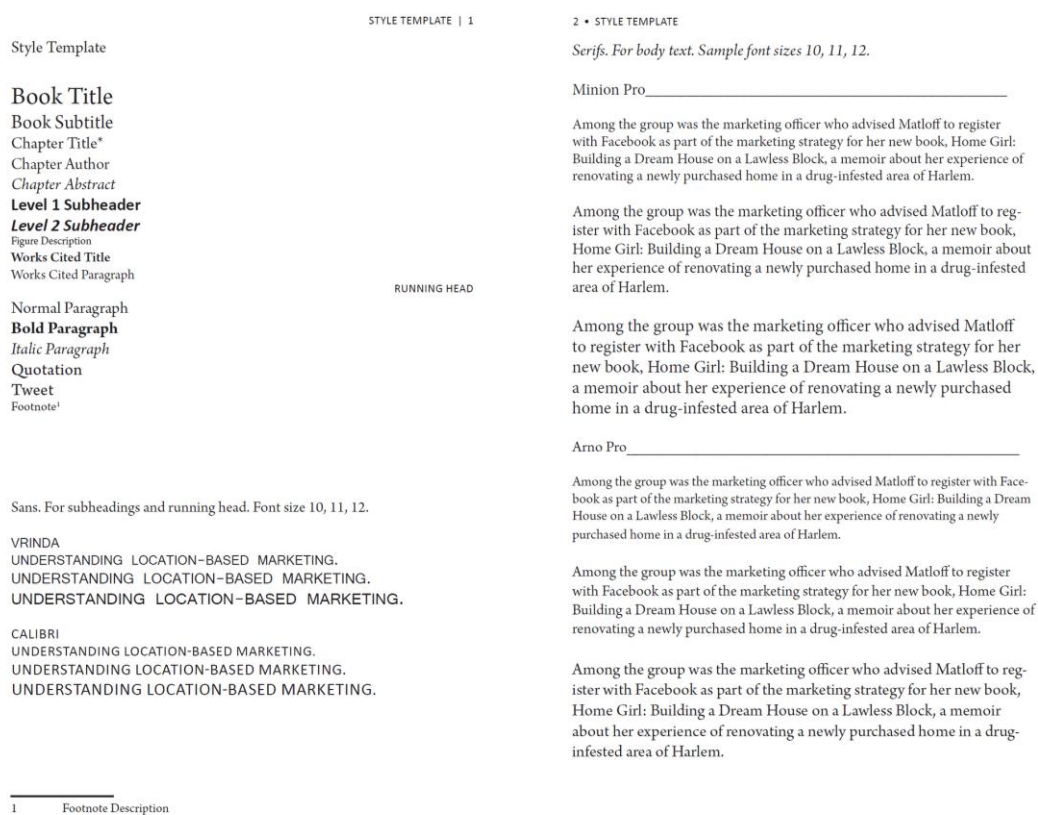 STYLE TEMPLATE | 1
Style Template
Book Title
Book Subtitle
Chapter Title*
Chapter Author
Chapter Abstract
Level 1 Subheader
Level 2 Subheader
Figure Description
Works Cited Title
Works Cited Paragraph
RUNNING HEAD
Normal Paragraph
Bold Paragraph
Italic Paragraph
Quotation
Tweet
Footnote¹
Sans. For subheadings and running head. Font size 10, 11, 12.
VRINDA
UNDERSTANDING LOCATION-BASED MARKETING.
UNDERSTANDING LOCATION-BASED MARKETING.
UNDERSTANDING LOCATION-BASED MARKETING.
CALIBRI
UNDERSTANDING LOCATION-BASED MARKETING.
UNDERSTANDING LOCATION-BASED MARKETING.
UNDERSTANDING LOCATION-BASED MARKETING.
1 Footnote Description
2 • STYLE TEMPLATE
Serifs. For body text. Sample font sizes 10, 11, 12.
Minion Pro
Among the group was the marketing officer who advised Matloff to register
with Facebook as part of the marketing strategy for her new book, Home Girl:
Building a Dream House on a Lawless Block, a memoir about her experience of
renovating a newly purchased home in a drug-infested area of Harlem.
Among the group was the marketing officer who advised Matloff to reg-
ister with Facebook as part of the marketing strategy for her new book,
Home Girl: Building a Dream House on a Lawless Block, a memoir about
her experience of renovating a newly purchased home in a drug-infested
area of Harlem.
Among the group was the marketing officer who advised Matloff
to register with Facebook as part of the marketing strategy for her
new book, Home Girl: Building a Dream House on a Lawless Block,
a memoir about her experience of renovating a newly purchased
home in a drug-infested area of Harlem.
Arno Pro
Among the group was the marketing officer who advised Matloff to register with Face-
book as part of the marketing strategy for her new book, Home Girl: Building a Dream
House on a Lawless Block, a memoir about her experience of renovating a newly
purchased home in a drug-infested area of Harlem.
Among the group was the marketing officer who advised Matloff to register
with Facebook as part of the marketing strategy for her new book, Home Girl:
Building a Dream House on a Lawless Block, a memoir about her experience of
renovating a newly purchased home in a drug-infested area of Harlem.
Among the group was the marketing officer who advised Matloff to reg-
ister with Facebook as part of the marketing strategy for her new book,
Home Girl: Building a Dream House on a Lawless Block, a memoir
about her experience of renovating a newly purchased home in a drug-
infested area of Harlem.